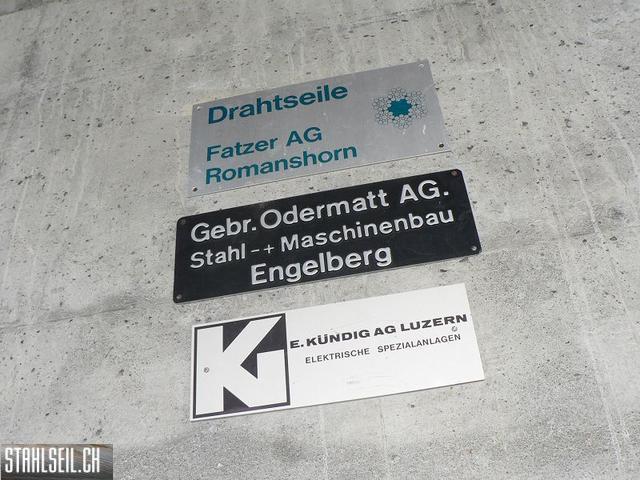 Drahtseile
Fatzer AG
Romanshorn
Gebr. Odermatt AG.
Stahl-+Maschinenbau
Engelberg
E. KÜNDIG AG LUZERN
ELEKTRISCHE SPEZIALANLAGEN
STAHLSEIL.CH